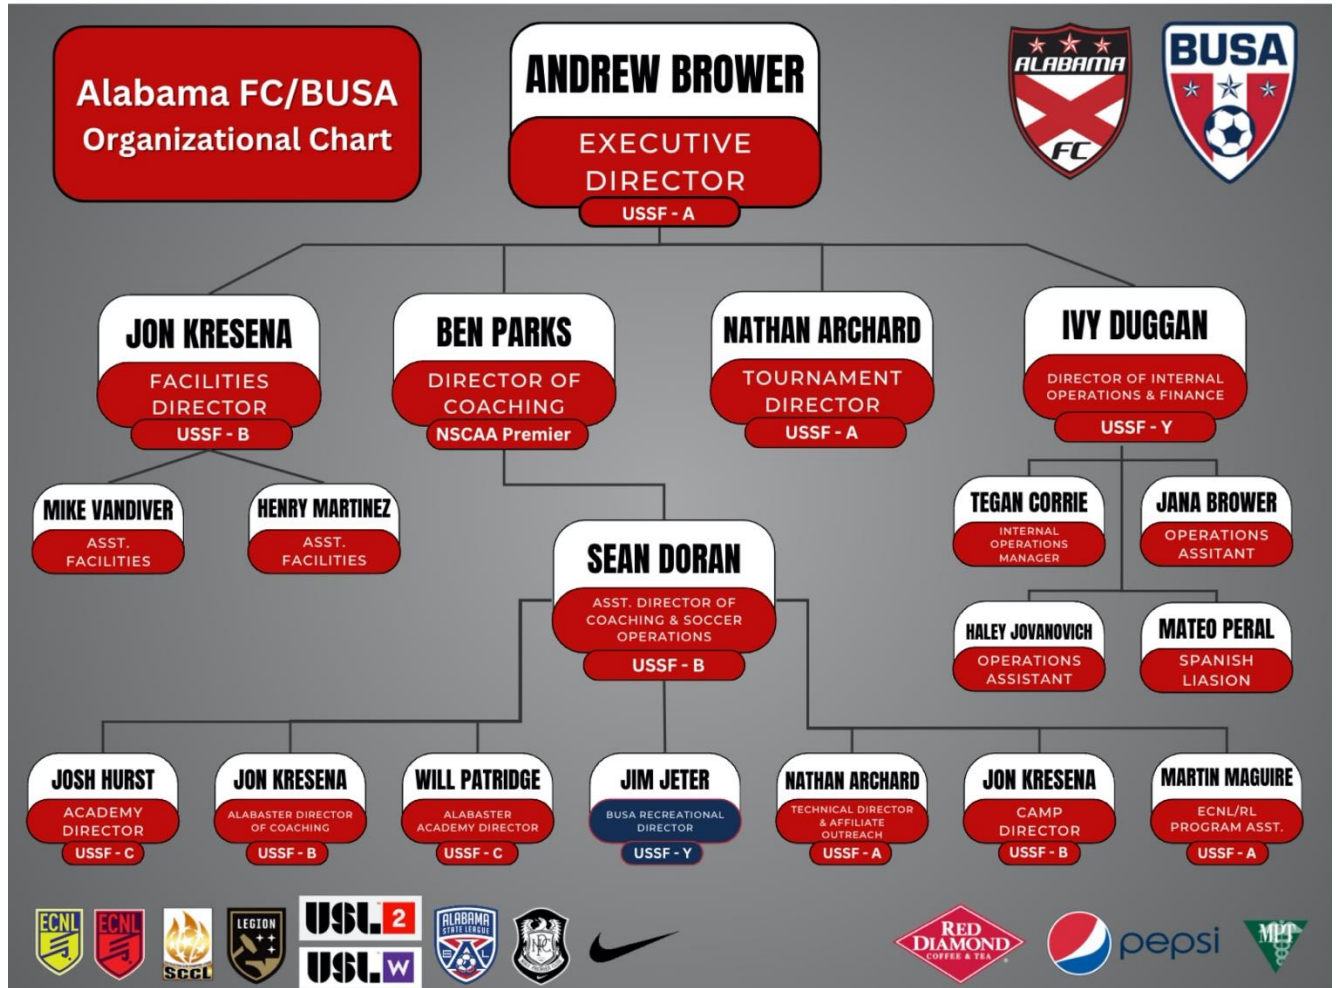 Alabama FC/BUSA
Organizational Chart
ANDREW BROWER
EXECUTIVE
DIRECTOR
USSF - A
ALABAMA
FC
BUSA
JON KRESENA
FACILITIES
DIRECTOR
USSF - B
BEN PARKS
DIRECTOR OF
COACHING
NSCAA Premier
NATHAN ARCHARD
TOURNAMENT
DIRECTOR
USSF - A
IVY DUGGAN
DIRECTOR OF INTERNAL
OPERATIONS & FINANCE
USSF - Y
MIKE VANDIVER
ASST.
FACILITIES
HENRY MARTINEZ
ASST.
FACILITIES
SEAN DORAN
ASST. DIRECTOR OF
COACHING & SOCCER
OPERATIONS
USSF - B
TEGAN CORRIE
INTERNAL
OPERATIONS
MANAGER
JANA BROWER
OPERATIONS
ASSITANT
HALEY JOVANOVICH
OPERATIONS
ASSISTANT
MATEO PERAL
SPANISH
LIASION
JOSH HURST
ACADEMY
DIRECTOR
USSF - C
JON KRESENA
ALABASTER DIRECTOR
OF COACHING
USSF - B
WILL PATRIDGE
ALABASTER
ACADEMY DIRECTOR
USSF - C
JIM JETER
BUSA RECREATIONAL
DIRECTOR
USSF - Y
NATHAN ARCHARD
TECHNICAL DIRECTOR
& AFFILIATE
OUTREACH
USSF - A
JON KRESENA
CAMP
DIRECTOR
USSF - B
MARTIN MAGUIRE
ECNL/RL
PROGRAM ASST.
USSF - A
ECNL
ECNL
SCCL
LEGION
USL 2
USL W
ALABAMA
STATE LEAGUE
NPL
RED
DIAMOND
COFFEE & TEA
pepsi